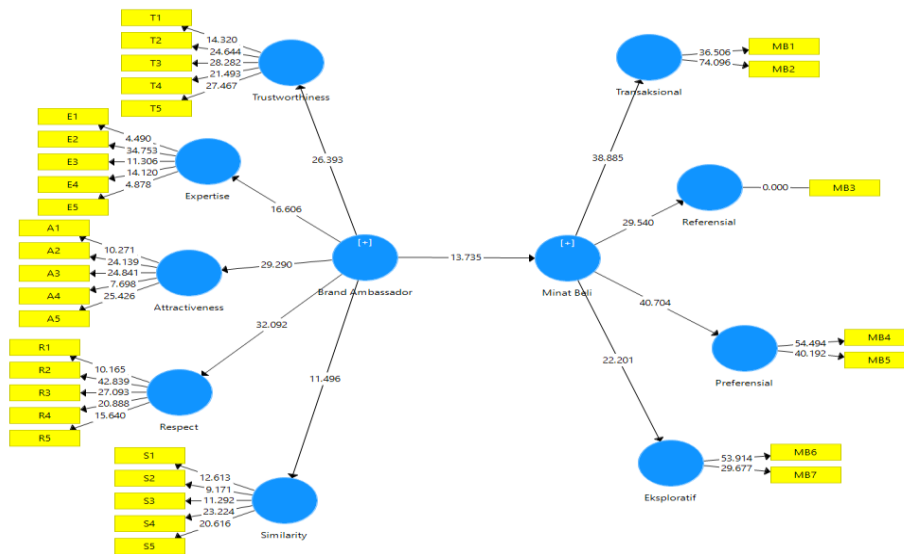 T1
T2
T3
T4
T5
14.320
24.644
28.282
21.493
27.467
Trustworthiness
E1
E2
E3
E4
E5
4.490
34.753
11.306
14.120
4.878
Expertise
A1
A2
A3
A4
A5
10.271
24.139
24.841
7.698
25.426
Attractiveness
R1
R2
R3
R4
R5
10.165
42.839
27.093
20.888
15.640
Respect
S1
S2
S3
S4
S5
12.613
9.171
11.292
23.224
20.616
Similarity
26.393
16.606
29.290
32.092
11.496
[+]
Brand Ambassador
13.735
[+]
Minat Beli
38.885
29.540
40.704
22.201
Transaksional
36.506
74.096
MB1
MB2
Referensial
0.000
MB3
Preferensial
54.494
40.192
MB4
MB5
Eksploratif
53.914
29.677
MB6
MB7